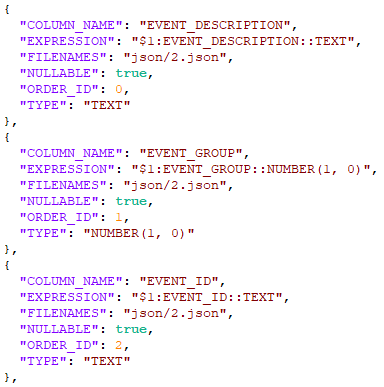 {
  "COLUMN_NAME": "EVENT_DESCRIPTION",
  "EXPRESSION": "$1:EVENT_DESCRIPTION::TEXT",
  "FILENAMES": "json/2.json",
  "NULLABLE": true,
  "ORDER_ID": 0,
  "TYPE": "TEXT"
},
{
  "COLUMN_NAME": "EVENT_GROUP",
  "EXPRESSION": "$1:EVENT_GROUP::NUMBER(1, 0)",
  "FILENAMES": "json/2.json",
  "NULLABLE": true,
  "ORDER_ID": 1,
  "TYPE": "NUMBER(1, 0)"
},
{
  "COLUMN_NAME": "EVENT_ID",
  "EXPRESSION": "$1:EVENT_ID::TEXT",
  "FILENAMES": "json/2.json",
  "NULLABLE": true,
  "ORDER_ID": 2,
  "TYPE": "TEXT"
},